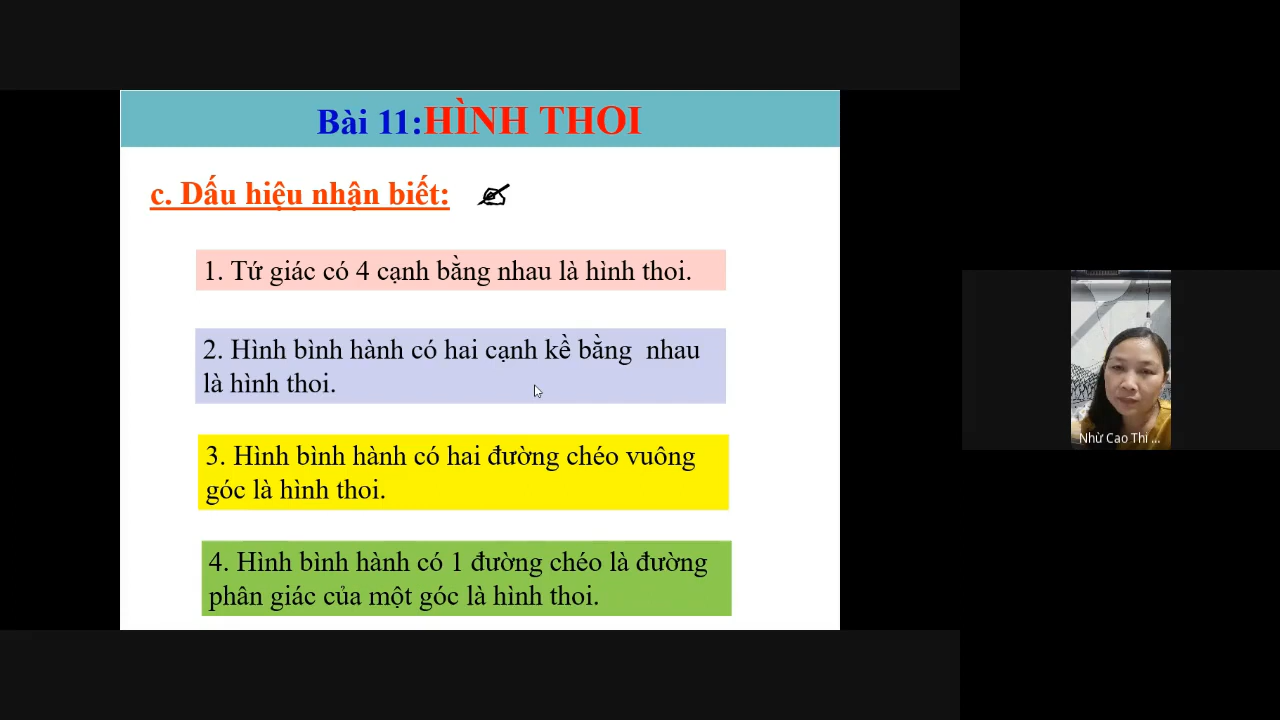 Bài 11:HÌNH THOI
c. Dấu hiệu nhận biết:
1. Tứ giác có 4 cạnh bằng nhau là hình thoi.
2. Hình bình hành có hai cạnh kề bằng nhau
là hình thoi.
3. Hình bình hành có hai đường chéo vuông
góc là hình thoi.
4. Hình bình hành có 1 đường chéo là đường
phân giác của một góc là hình thoi.
Nhừ Cao Thi ...